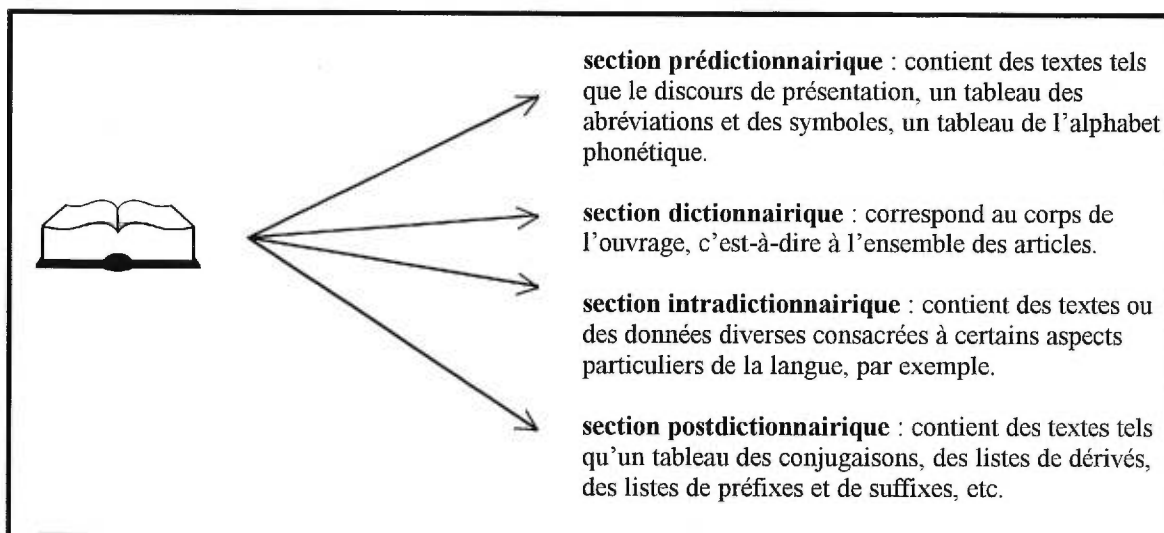 section prédictionnairique : contient des textes tels
que le discours de présentation, un tableau des
abréviations et des symboles, un tableau de l’alphabet
phonétique.
section dictionnairique : correspond au corps de
l’ouvrage, c’est-à-dire à l’ensemble des articles.
section intradictionnairique : contient des textes ou
des données diverses consacrées à certains aspects
particuliers de la langue, par exemple.
section postdictionnairique : contient des textes tels
qu’un tableau des conjugaisons, des listes de dérivés,
des listes de préfixes et de suffixes, etc.